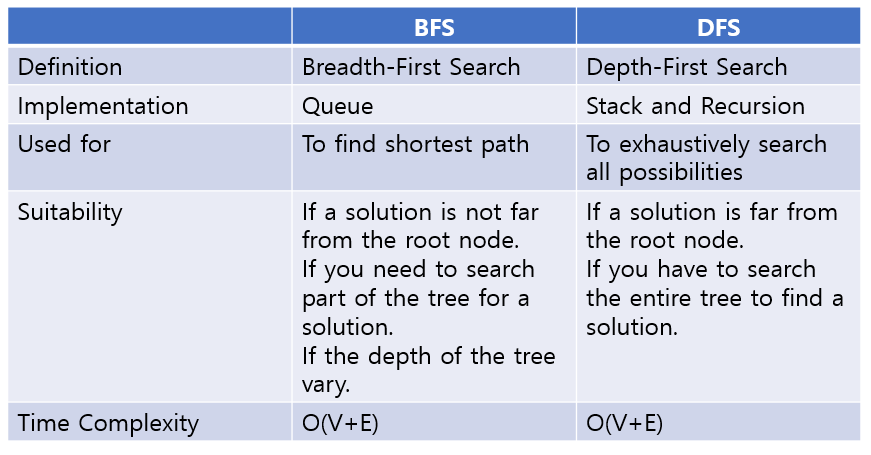 BFS DFS
Definition Breadth-First Search Depth-First Search
Implementation Queue Stack and Recursion
Used for To find shortest path To exhaustively search
all possibilities
Suitability
If a solution is not far
from the root node.
If you need to search
part of the tree for a
solution.
If the depth of the tree
vary.
If a solution is far from
the root node.
If you have to search
the entire tree to find a
solution.
Time Complexity O(V+E) O(V+E)